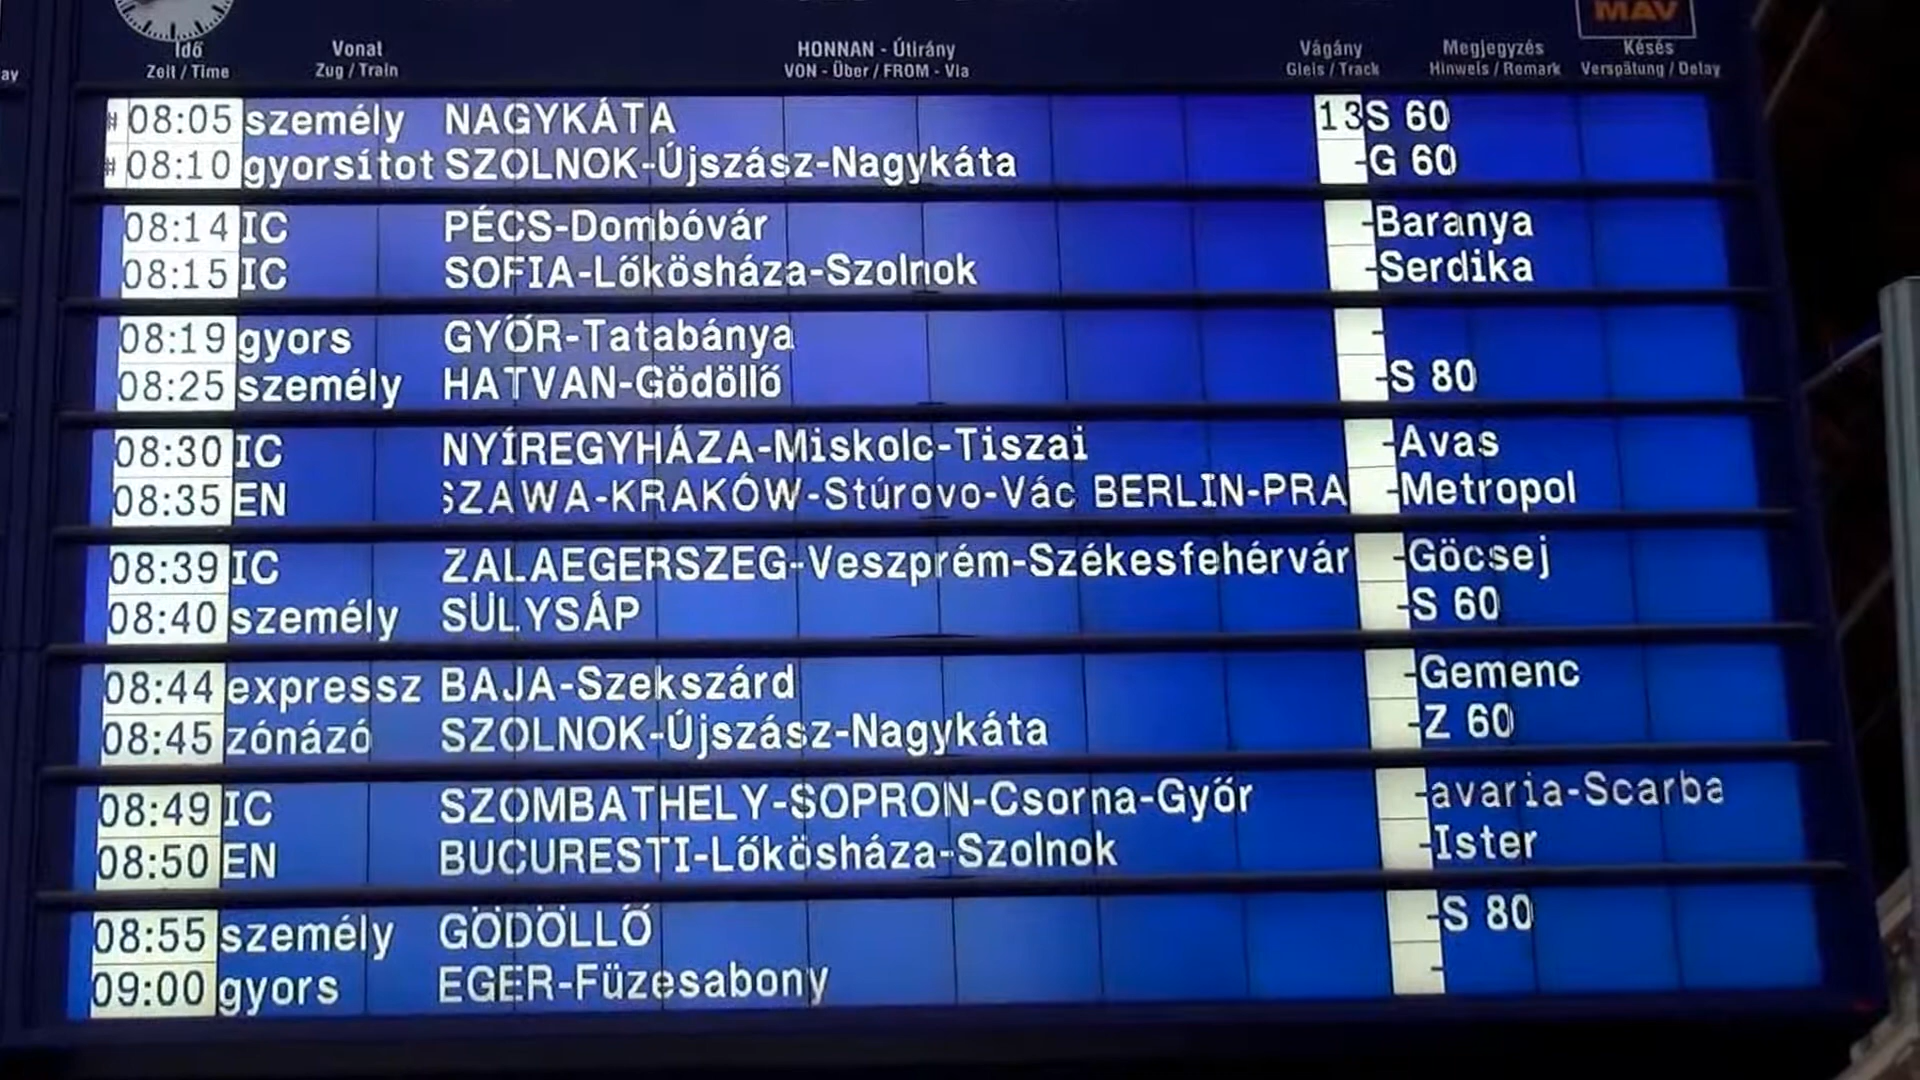 MÁV
Idő Vonat HONNAN - Útirány Vágány Megjegyzés Késés
Zeit / Time Zug / Train VON - Über / FROM - Via Gleis / Track Hinweis / Remark Verspätung / Delay
ay
# 08:05 személy NAGYKÁTA 13 S 60
# 08:10 gyorsítot SZOLNOK-Újszász-Nagykáta - G 60
08:14 IC PÉCS-Dombóvár - Baranya
08:15 IC SOFIA-Lőkösháza-Szolnok - Serdika
08:19 gyors GYŐR-Tatabánya -
08:25 személy HATVAN-Gödöllő - S 80
08:30 IC NYÍREGYHÁZA-Miskolc-Tiszai - Avas
08:35 EN SZAWA-KRAKÓW-Stúrovo-Vác BERLIN-PRA - Metropol
08:39 IC ZALAEGERSZEG-Veszprém-Székesfehérvár - Göcsej
08:40 személy SÜLYSÁP - S 60
08:44 expressz BAJA-Szekszárd - Gemenc
08:45 zónázó SZOLNOK-Újszász-Nagykáta - Z 60
08:49 IC SZOMBATHELY-SOPRON-Csorna-Győr - avaria-Scarba
08:50 EN BUCURESTI-Lőkösháza-Szolnok - Ister
08:55 személy GÖDÖLLŐ - S 80
09:00 gyors EGER-Füzesabony -